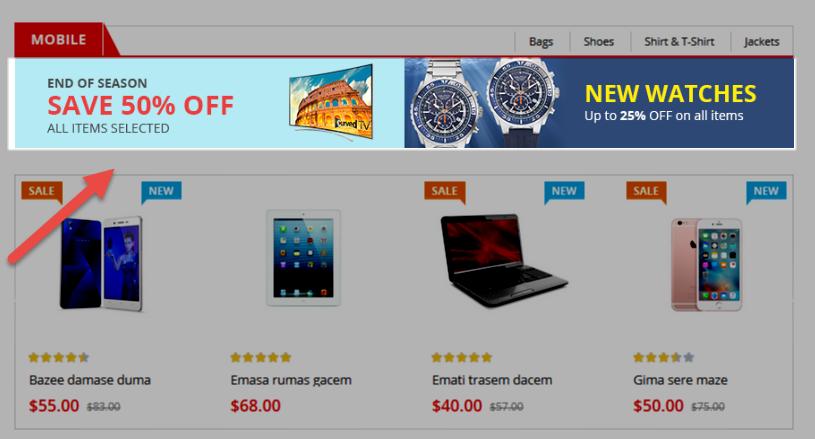 MOBILE
Bags
Shoes
Shirt & T-Shirt
Jackets
END OF SEASON
SAVE 50% OFF
ALL ITEMS SELECTED
Curved TV
NEW WATCHES
Up to 25% OFF on all items
SALE
NEW
SALE
NEW
SALE
NEW
Bazee damase duma
Emasa rumas gacem
Emati trasem dacem
Gima sere maze
$55.00 $83.00
$68.00
$40.00 $57.00
$50.00 $75.00